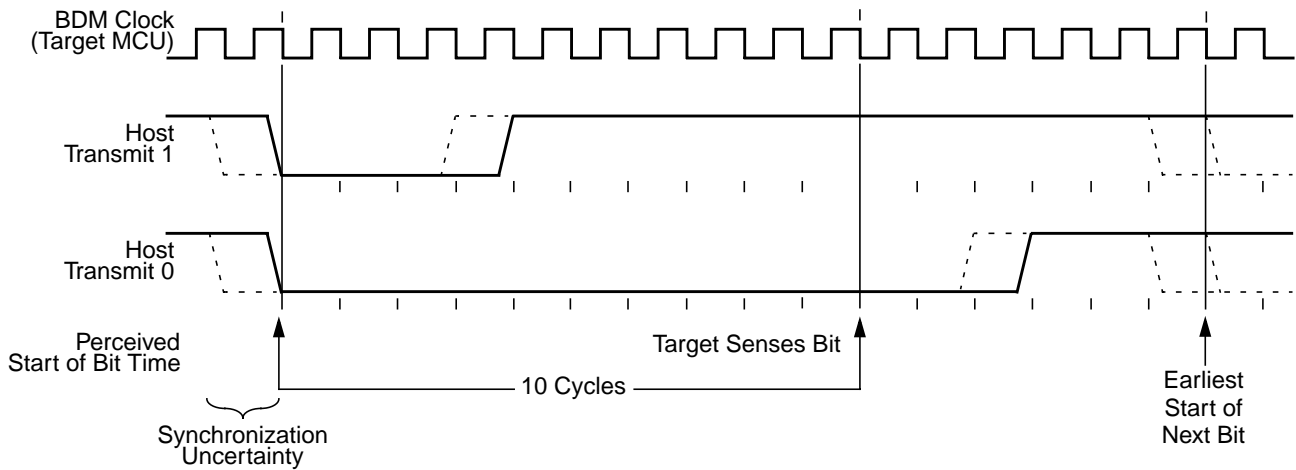 BDM Clock
(Target MCU)
Host
Transmit 1
Host
Transmit 0
Perceived
Start of Bit Time
Target Senses Bit
10 Cycles
Earliest
Start of
Next Bit
Synchronization
Uncertainty